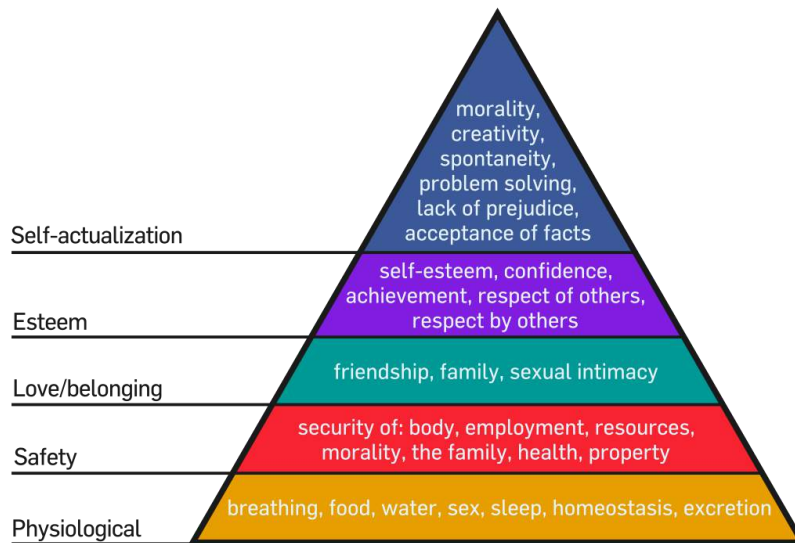 morality,
creativity,
spontaneity,
problem solving,
lack of prejudice,
acceptance of facts
Self-actualization
self-esteem, confidence,
achievement, respect of others,
respect by others
Esteem
friendship, family, sexual intimacy
Love/belonging
security of: body, employment, resources,
morality, the family, health, property
Safety
breathing, food, water, sex, sleep, homeostasis, excretion
Physiological